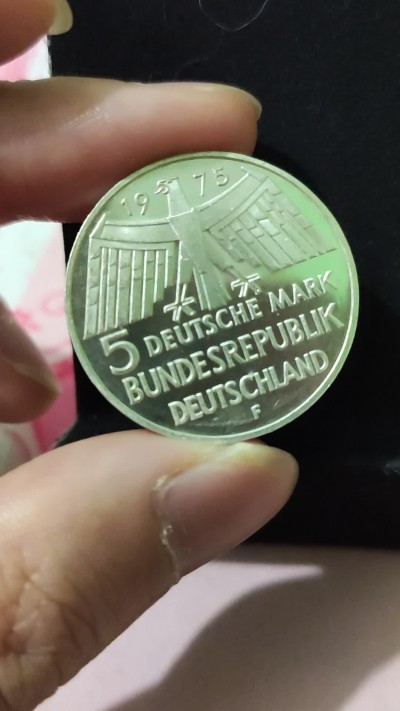 1975
5 DEUTSCHE MARK
BUNDESREPUBLIK
DEUTSCHLAND
F